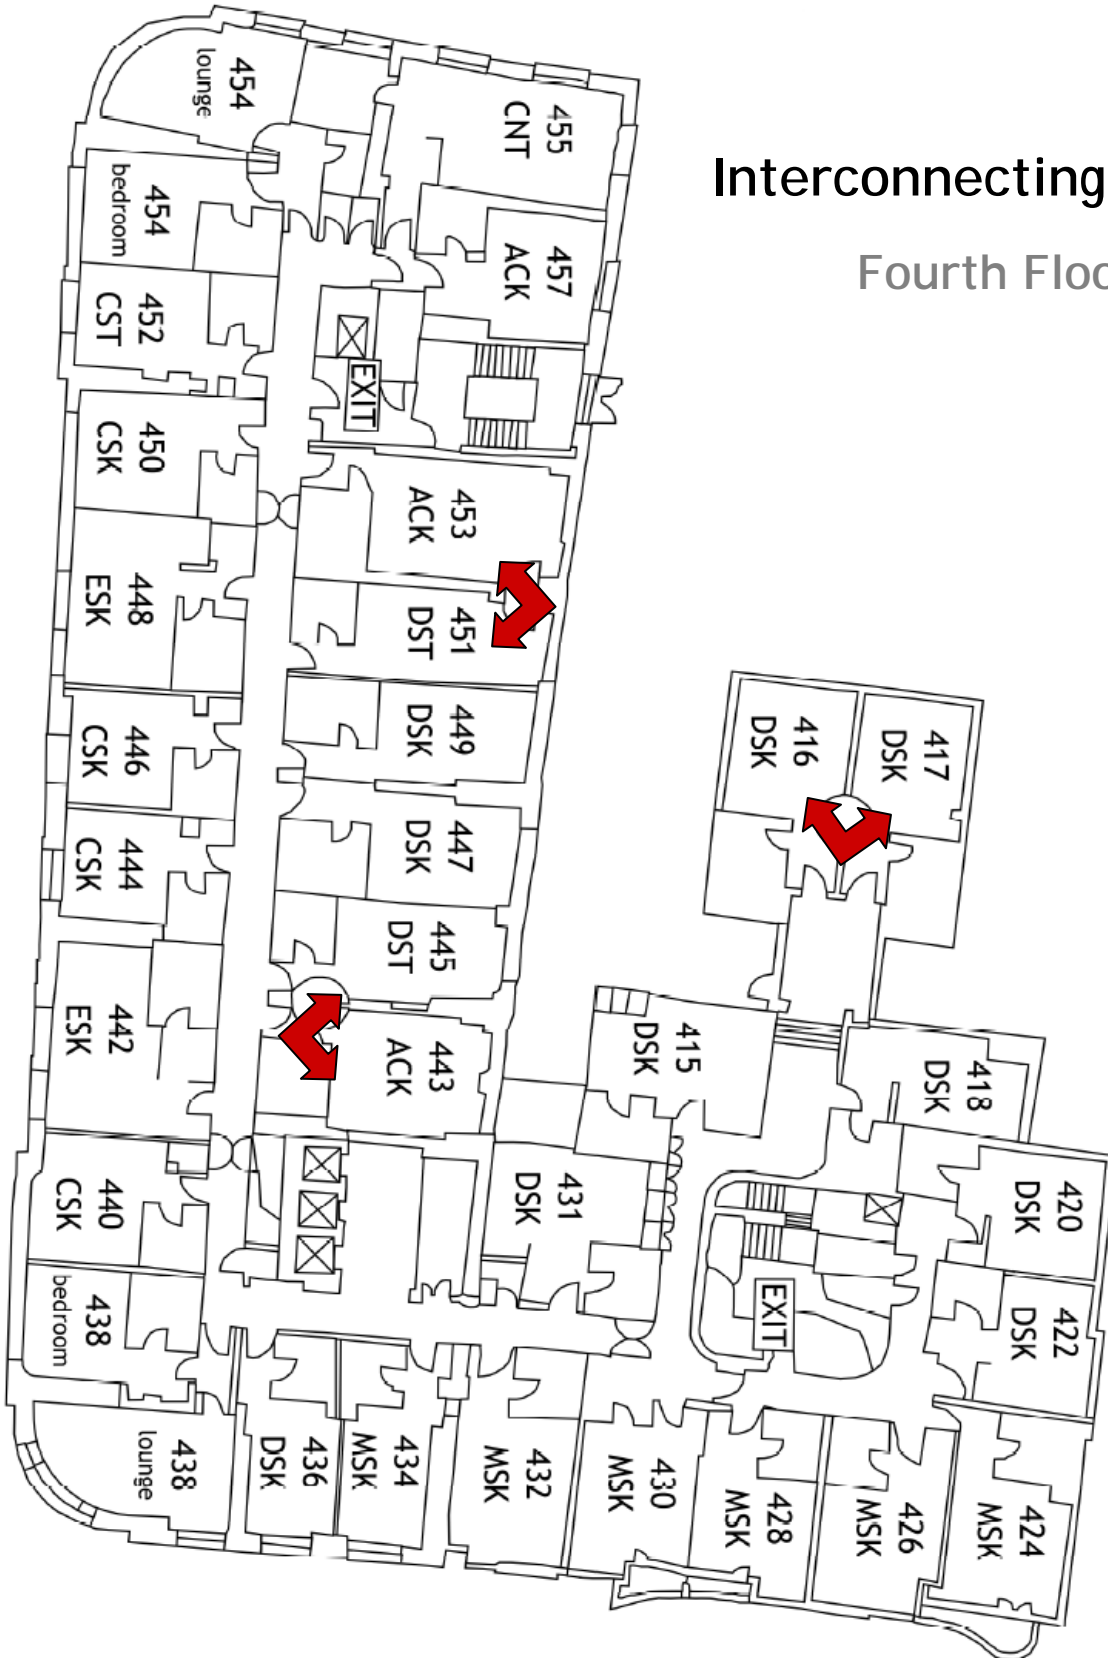 Interconnecting
Fourth Floo
454
lounge
455
CNT
454
bedroom
457
ACK
452
CST
EXIT
450
CSK
453
ACK
448
ESK
451
DST
446
CSK
449
DSK
416
DSK
417
DSK
444
CSK
447
DSK
445
DST
442
ESK
443
ACK
415
DSK
418
DSK
440
CSK
431
DSK
420
DSK
438
bedroom
EXIT
422
DSK
438
lounge
436
DSK
434
MSK
432
MSK
430
MSK
428
MSK
426
MSK
424
MSK